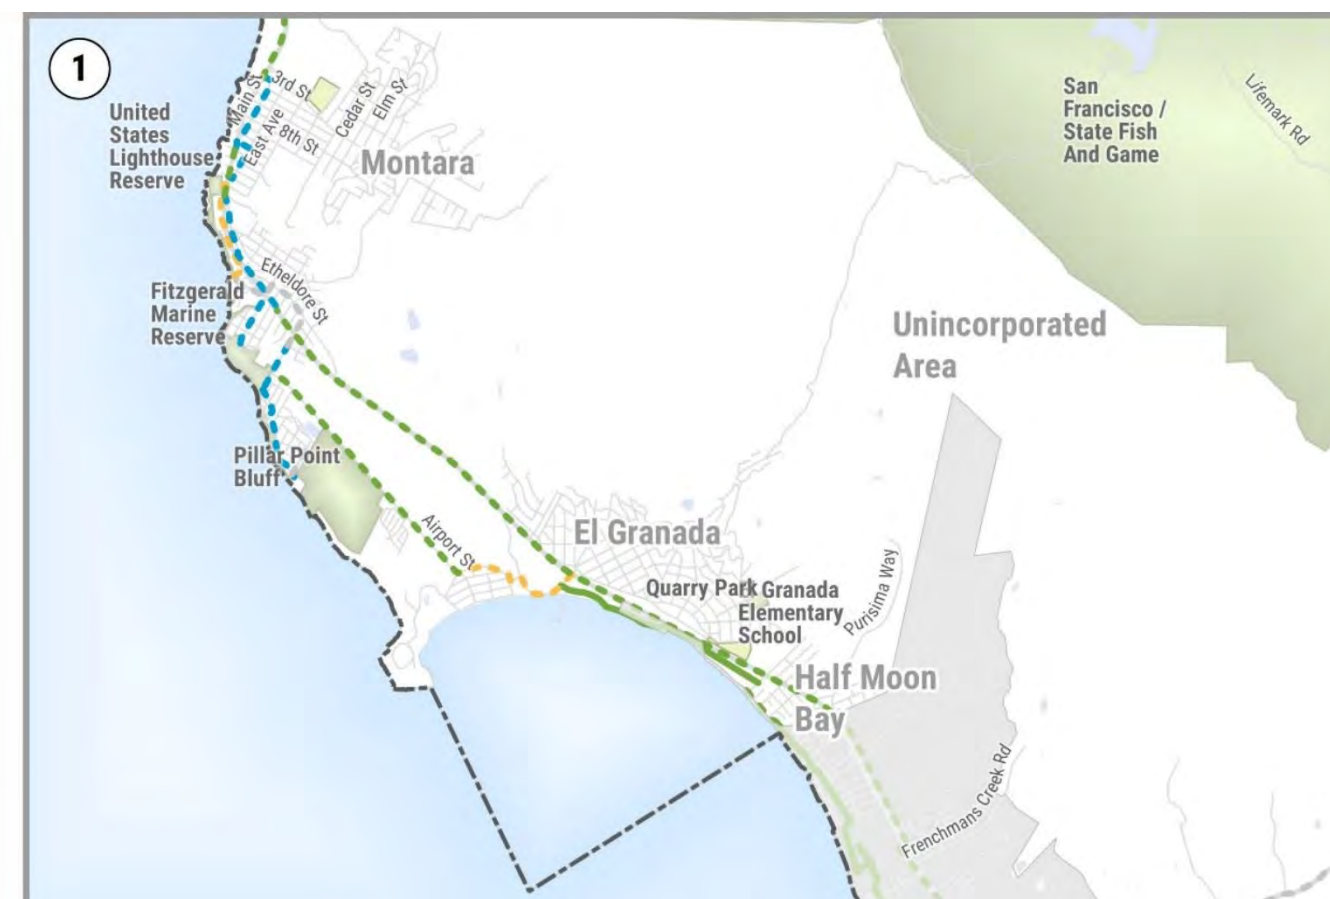 1
United
States
Lighthouse
Reserve
Main St
3rd St
East Ave
8th St
Cedar St
Elm St
Montara
San
Francisco /
State Fish
And Game
Lifemark Rd
Etheldore St
Fitzgerald
Marine
Reserve
Unincorporated
Area
Pillar Point
Bluff
Airport St
El Granada
Quarry Park
Granada
Elementary
School
Purisima Way
Half Moon
Bay
Frenchmans Creek Rd